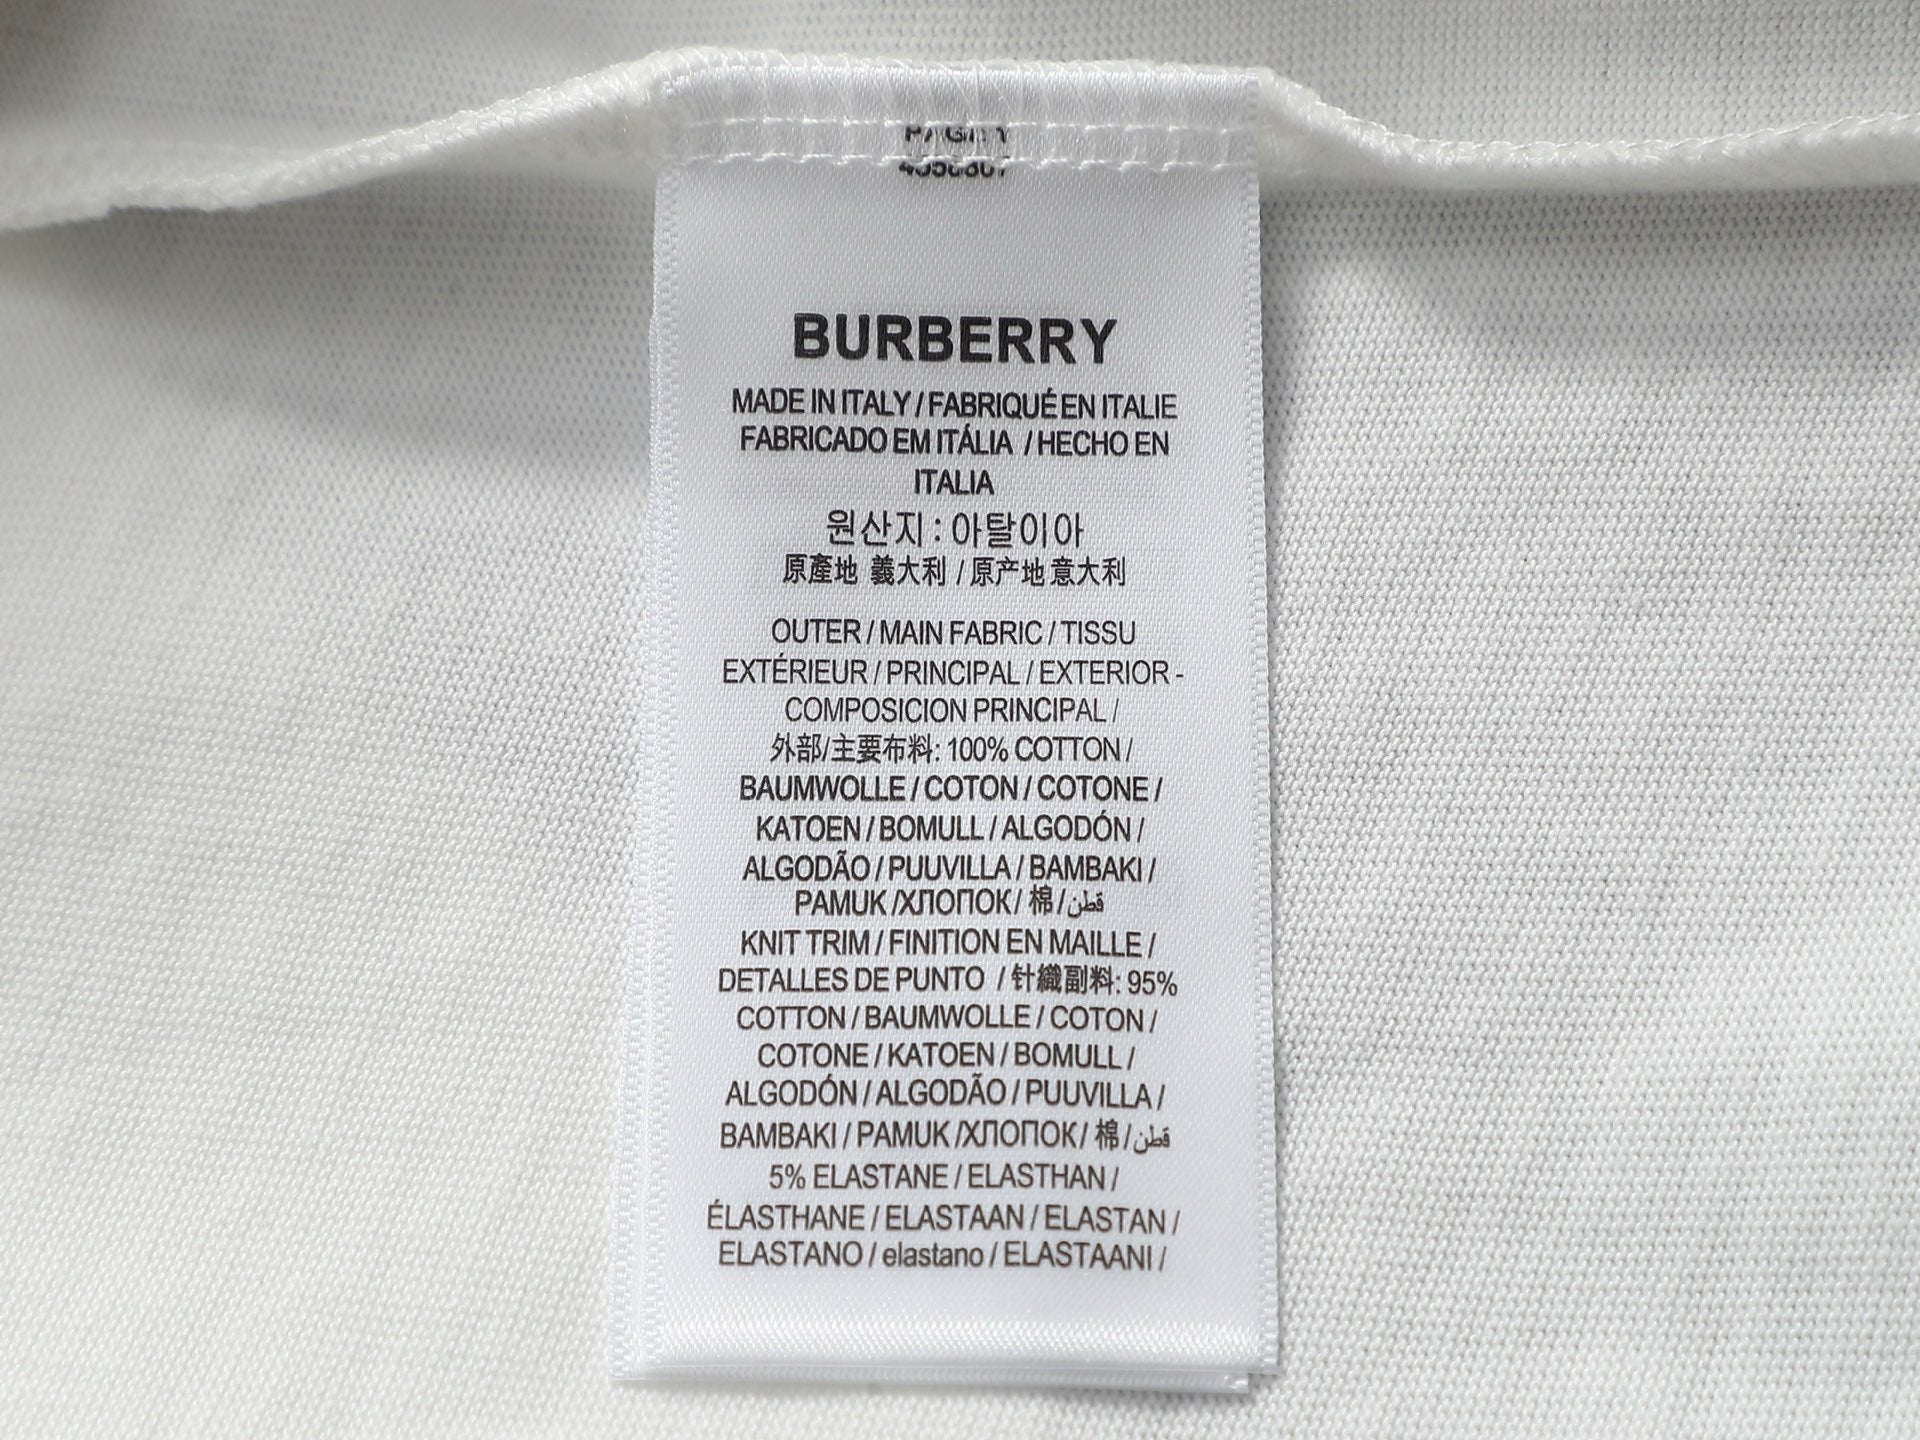 BURBERRY
MADE IN ITALY / FABRIQUÉ EN ITALIE
FABRICADO EM ITÁLIA / HECHO EN
ITALIA
원산지 : 아탈이아
原產地 義大利 / 原产地 意大利
OUTER / MAIN FABRIC / TISSU
EXTÉRIEUR / PRINCIPAL / EXTERIOR -
COMPOSICION PRINCIPAL /
外部/主要布料: 100% COTTON /
BAUMWOLLE / COTON / COTONE /
KATOEN / BOMULL / ALGODÓN /
ALGODÃO / PUUVILLA / BAMBAKI /
PAMUK /ХЛОПОК/ 棉/قطن
KNIT TRIM / FINITION EN MAILLE /
DETALLES DE PUNTO / 针織副料: 95%
COTTON / BAUMWOLLE / COTON /
COTONE / KATOEN / BOMULL /
ALGODÓN / ALGODÃO / PUUVILLA /
BAMBAKI / PAMUK /ХЛОПОК/ 棉/قطن
5% ELASTANE / ELASTHAN /
ÉLASTHANE / ELASTAAN / ELASTAN /
ELASTANO / elastano / ELASTAANI /